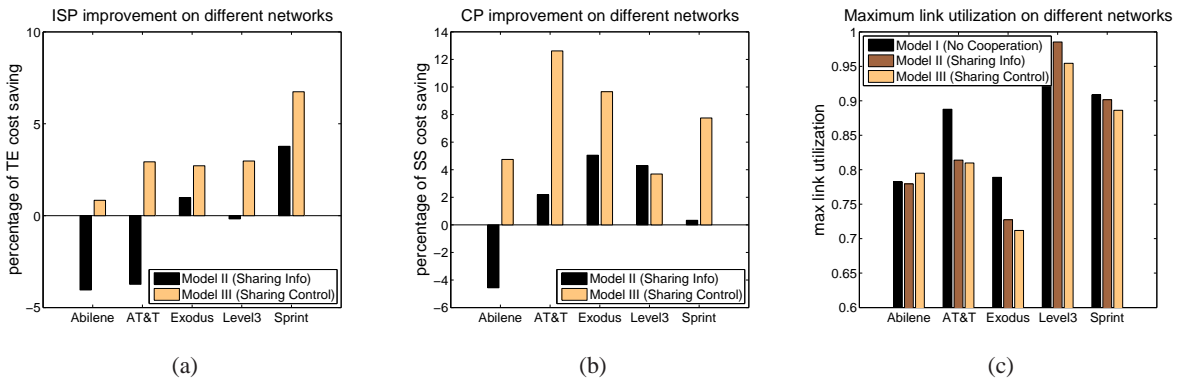 ISP improvement on different networks
percentage of TE cost saving
10
5
0
−5
Abilene AT&T Exodus Level3 Sprint
Model II (Sharing Info)
Model III (Sharing Control)
(a)
CP improvement on different networks
percentage of SS cost saving
14
12
10
8
6
4
2
0
−2
−4
−6
Abilene AT&T Exodus Level3 Sprint
Model II (Sharing Info)
Model III (Sharing Control)
(b)
Maximum link utilization on different networks
max link utilization
1
0.95
0.9
0.85
0.8
0.75
0.7
0.65
0.6
Model I (No Cooperation)
Model II (Sharing Info)
Model III (Sharing Control)
Abilene AT&T Exodus Level3 Sprint
(c)